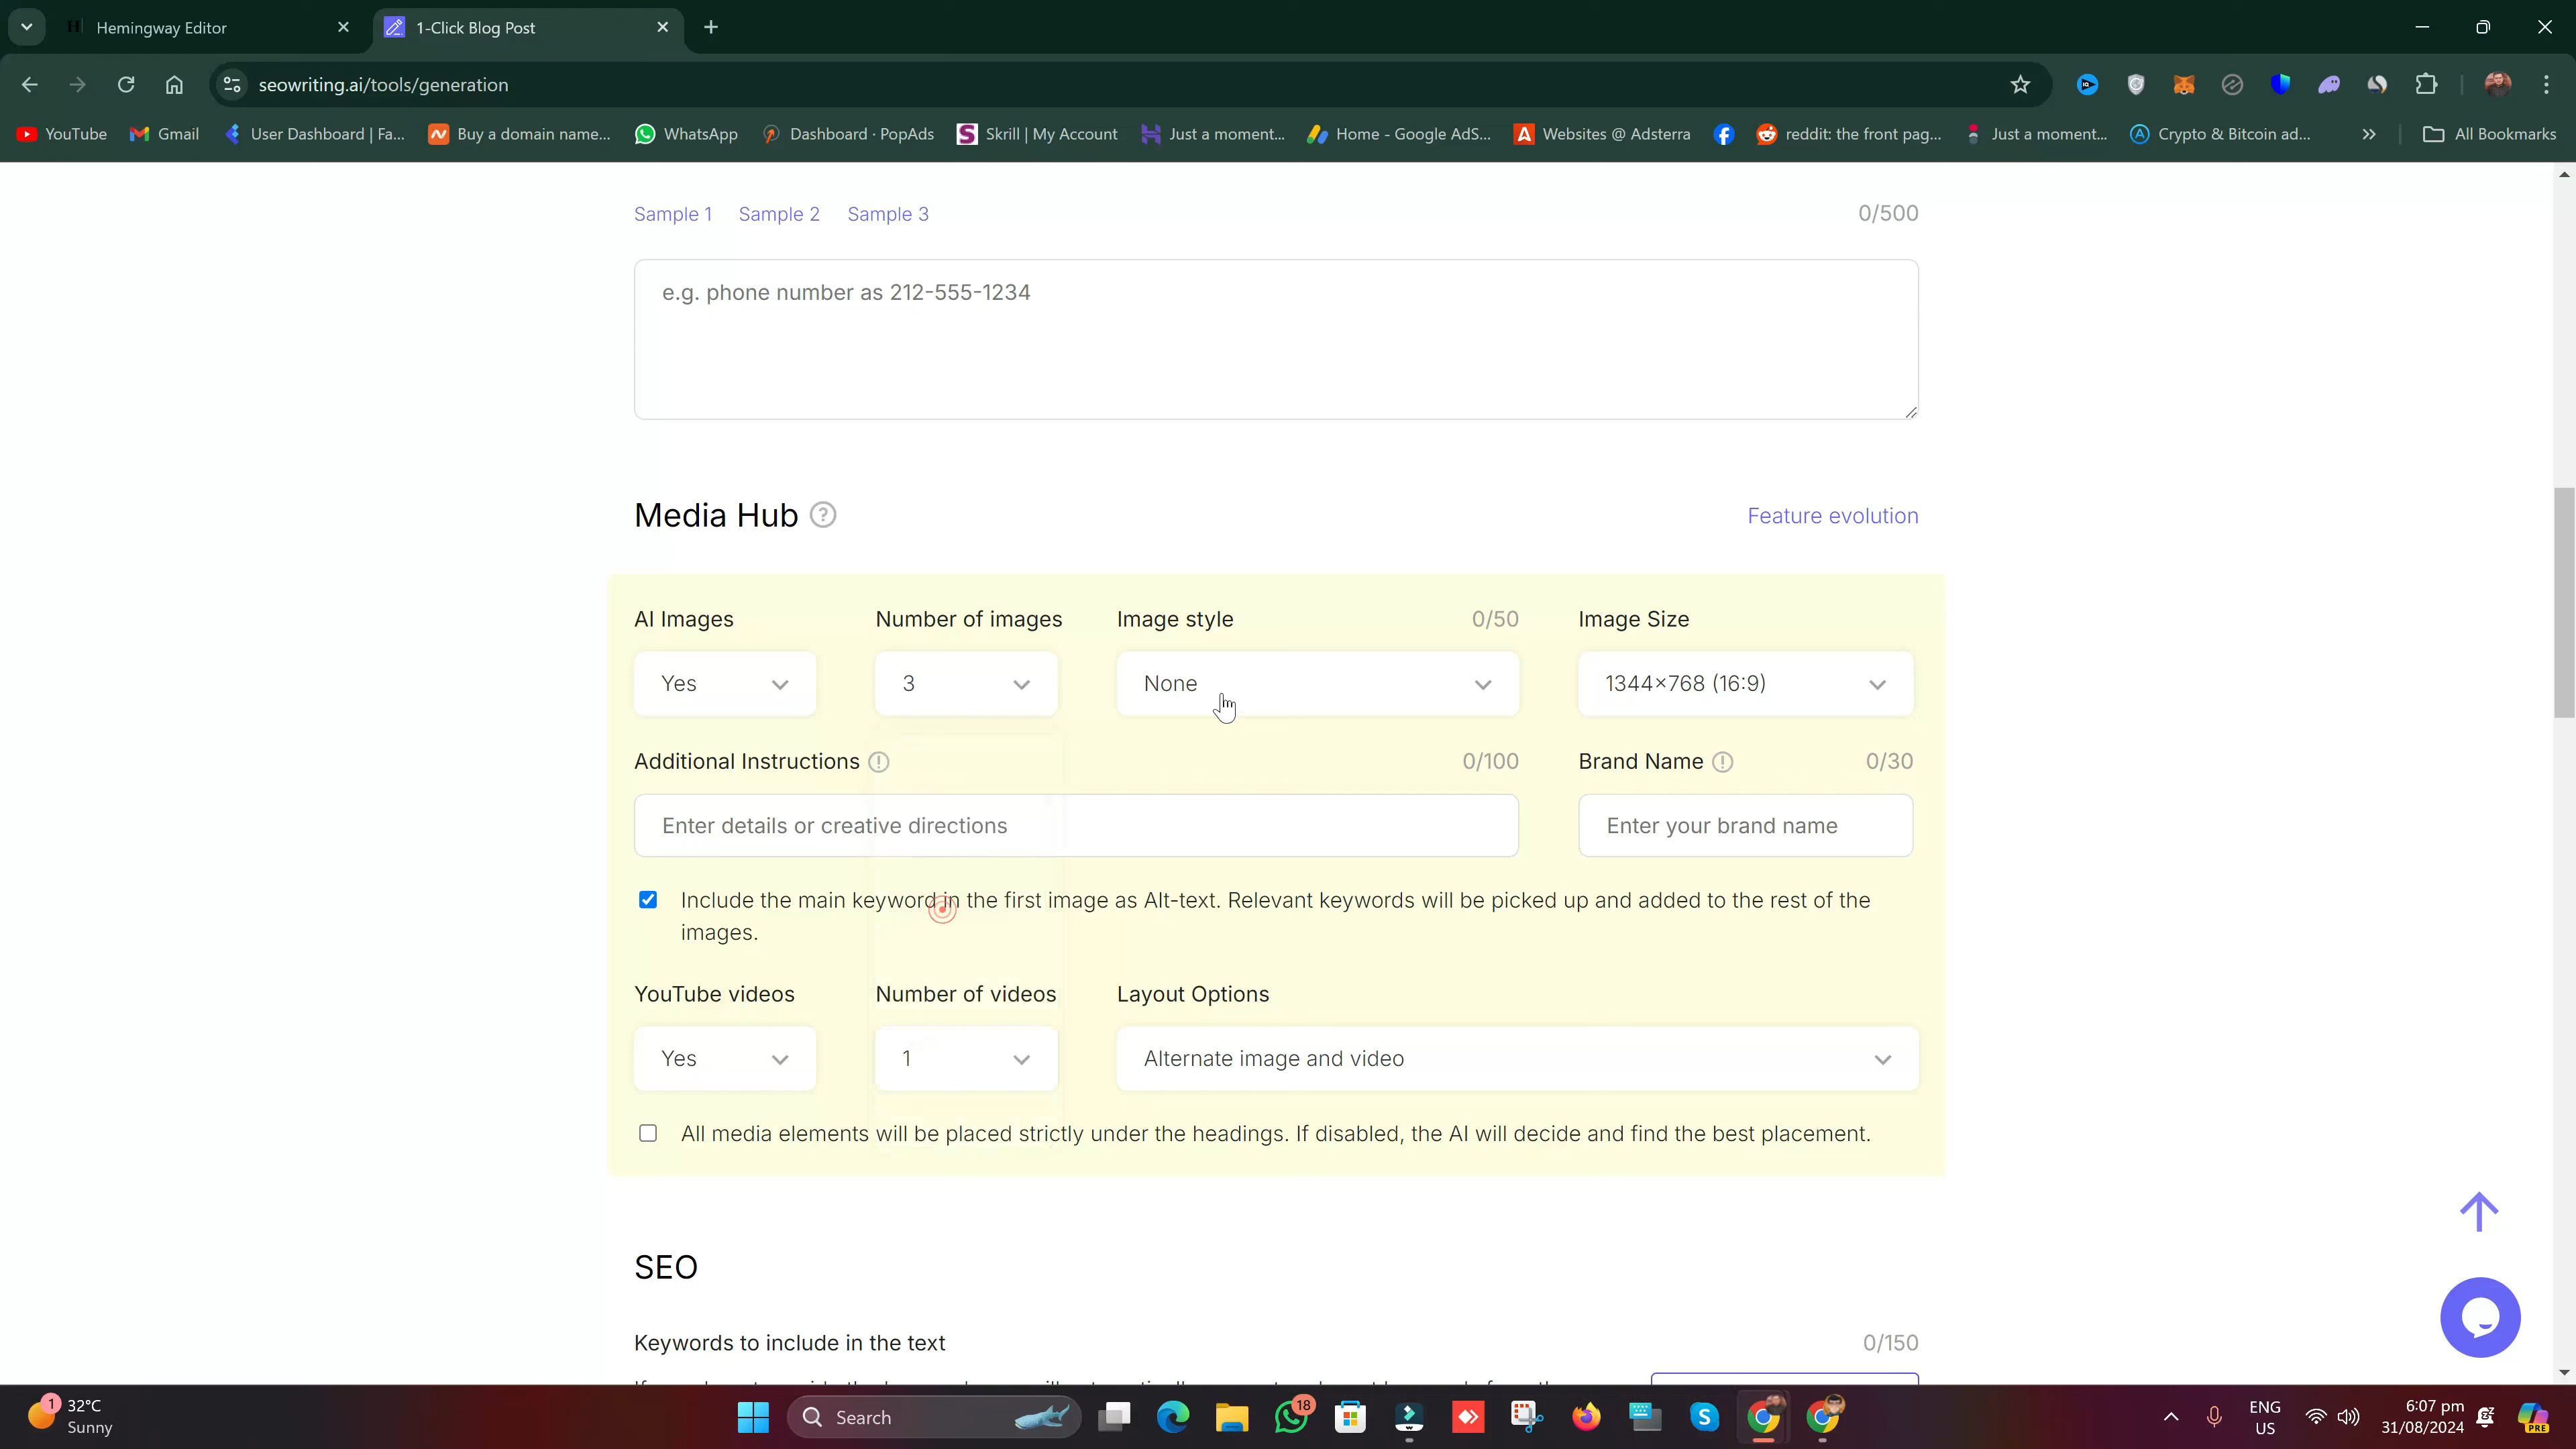 Hemingway Editor
1-Click Blog Post
seowriting.ai/tools/generation
YouTube
Gmail
User Dashboard | Fa...
Buy a domain name...
WhatsApp
Dashboard · PopAds
Skrill | My Account
Just a moment...
Home - Google AdS...
Websites @ Adsterra
reddit: the front pag...
Just a moment...
Crypto & Bitcoin ad...
All Bookmarks
Sample 1 Sample 2 Sample 3 0/500
e.g. phone number as 212-555-1234
Media Hub
Feature evolution
AI Images
Number of images
Image style 0/50
Image Size
Yes
3
None
1344×768 (16:9)
Additional Instructions 0/100
Brand Name 0/30
Enter details or creative directions
Enter your brand name
Include the main keyword in the first image as Alt-text. Relevant keywords will be picked up and added to the rest of the
images.
YouTube videos
Number of videos
Layout Options
Yes
1
Alternate image and video
All media elements will be placed strictly under the headings. If disabled, the AI will decide and find the best placement.
SEO
Keywords to include in the text 0/150
1
32°C
Sunny
Search
18
ENG
US
6:07 pm
31/08/2024
PRE